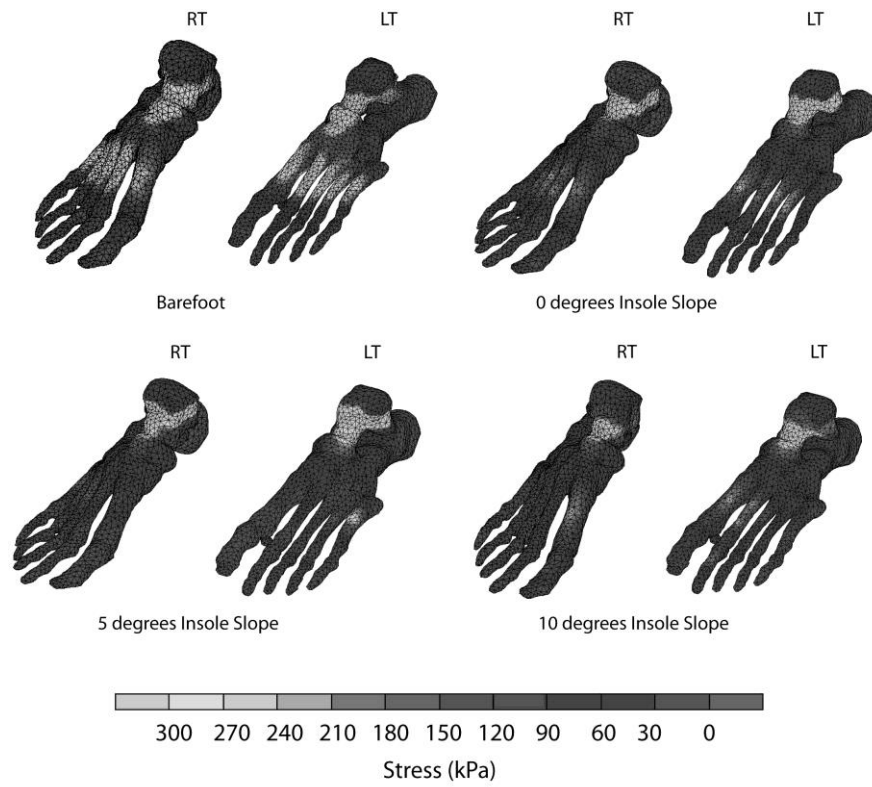 RT LT RT LT
Barefoot 0 degrees Insole Slope
RT LT RT LT
5 degrees Insole Slope 10 degrees Insole Slope
300 270 240 210 180 150 120 90 60 30 0
Stress (kPa)